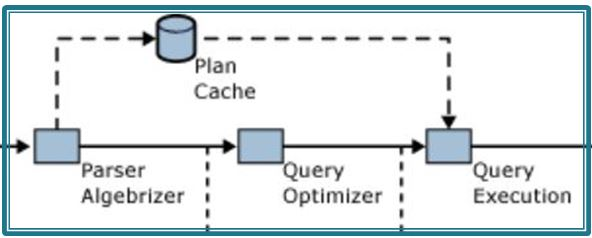 Plan
Cache
Parser
Algebrizer
Query
Optimizer
Query
Execution